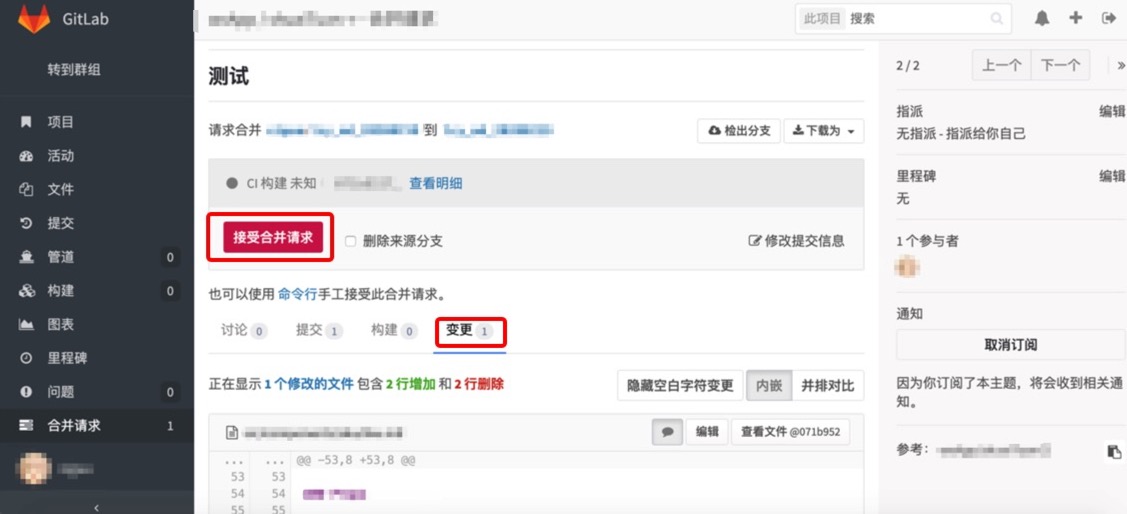 GitLab
转到群组
项目
活动
文件
提交
管道 0
构建 0
图表
里程碑
问题 0
合并请求 1
此项目 搜索
测试
请求合并 到
检出分支 下载为
CI 构建 未知 查看明细
接受合并请求 删除来源分支 修改提交信息
也可以使用 命令行手工接受此合并请求。
讨论 0 提交 1 构建 0 变更 1
正在显示 1 个修改的文件 包含 2 行增加 和 2 行删除
隐藏空白字符变更 内嵌 并排对比
编辑 查看文件 @071b952
... ... @@ -53,8 +53,8 @@
53 53
54 54
55 55
2 / 2 上一个 下一个 »
指派 编辑
无指派 - 指派给你自己
里程碑 编辑
无
1 个参与者
通知
取消订阅
因为你订阅了本主题，将会收到相关通
知。
参考：